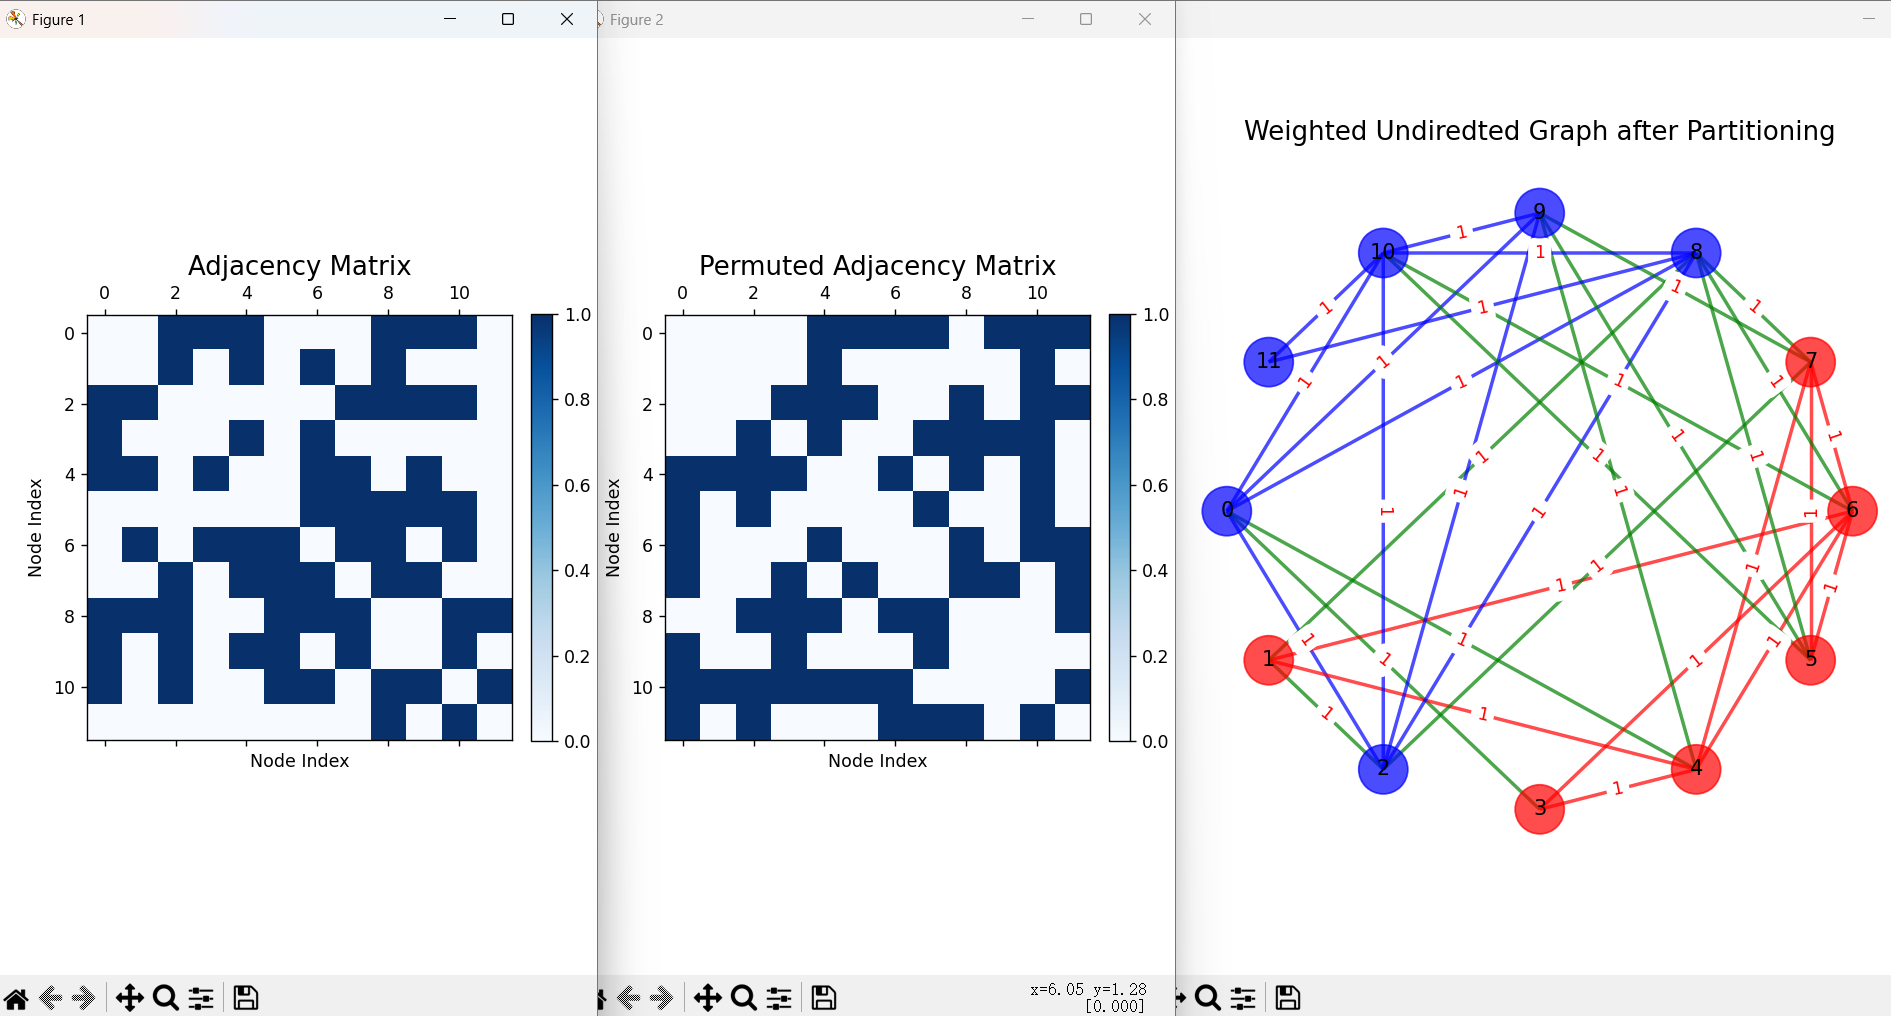 Figure 1
Adjacency Matrix
0 2 4 6 8 10
0
2
4
6
8
10
Node Index
Node Index
1.0
0.8
0.6
0.4
0.2
0.0
Figure 2
Permuted Adjacency Matrix
0 2 4 6 8 10
0
2
4
6
8
10
Node Index
Node Index
1.0
0.8
0.6
0.4
0.2
0.0
x=6.05 y=1.28
[0.000]
Weighted Undiredted Graph after Partitioning
9
1
10 1 8
1
1 1 1
11 1 7
1 1 1 1
1 1
1 1 1
1 1
0 1 1 1 6
1 1
1 1
1 1 1
1 1 1 5
1 1
1
2 4
1
3